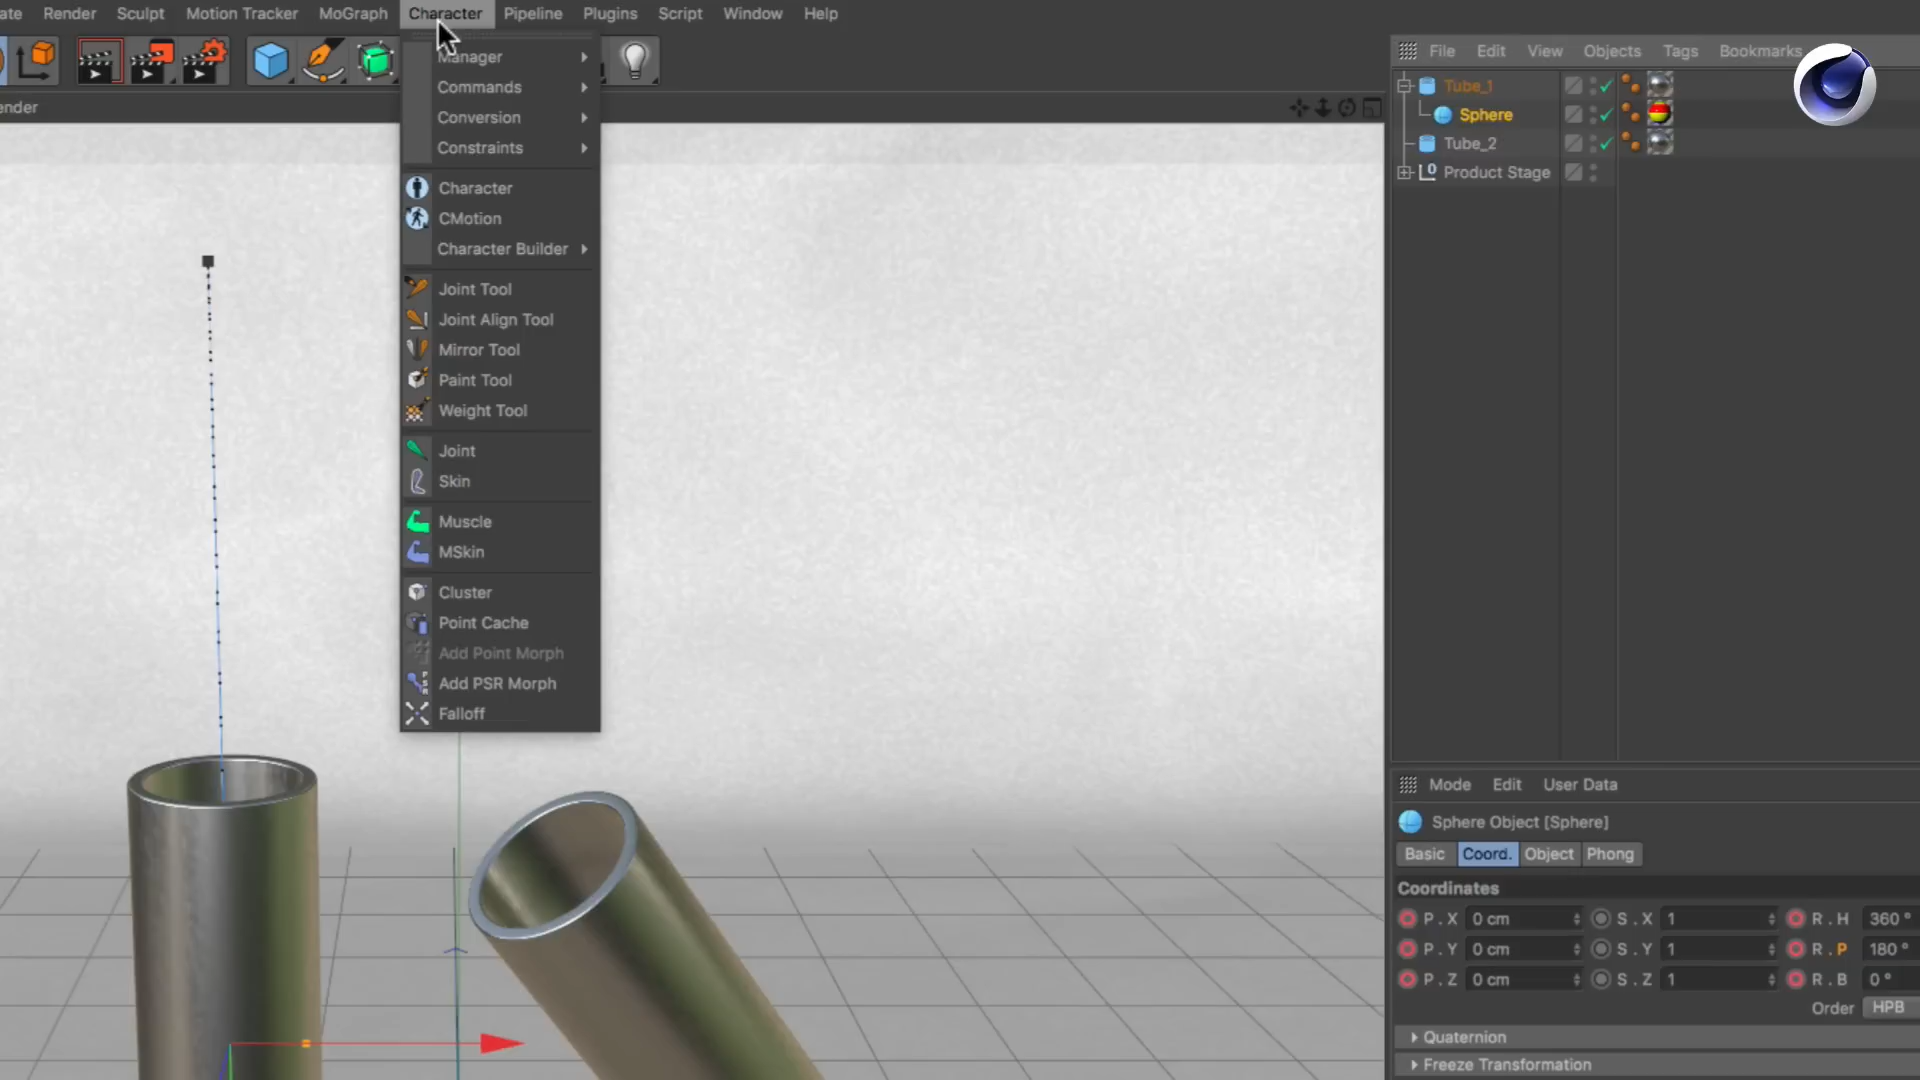 ate Render Sculpt Motion Tracker MoGraph Character Pipeline Plugins Script Window Help
ender
Manager
Commands
Conversion
Constraints
Character
CMotion
Character Builder
Joint Tool
Joint Align Tool
Mirror Tool
Paint Tool
Weight Tool
Joint
Skin
Muscle
MSkin
Cluster
Point Cache
Add Point Morph
Add PSR Morph
Falloff
File Edit View Objects Tags Bookmarks
Tube_1
Sphere
Tube_2
Product Stage
Mode Edit User Data
Sphere Object [Sphere]
Basic Coord. Object Phong
Coordinates
P . X 0 cm S . X 1 R . H 360 °
P . Y 0 cm S . Y 1 R . P 180 °
P . Z 0 cm S . Z 1 R . B 0 °
Order HPB
Quaternion
Freeze Transformation